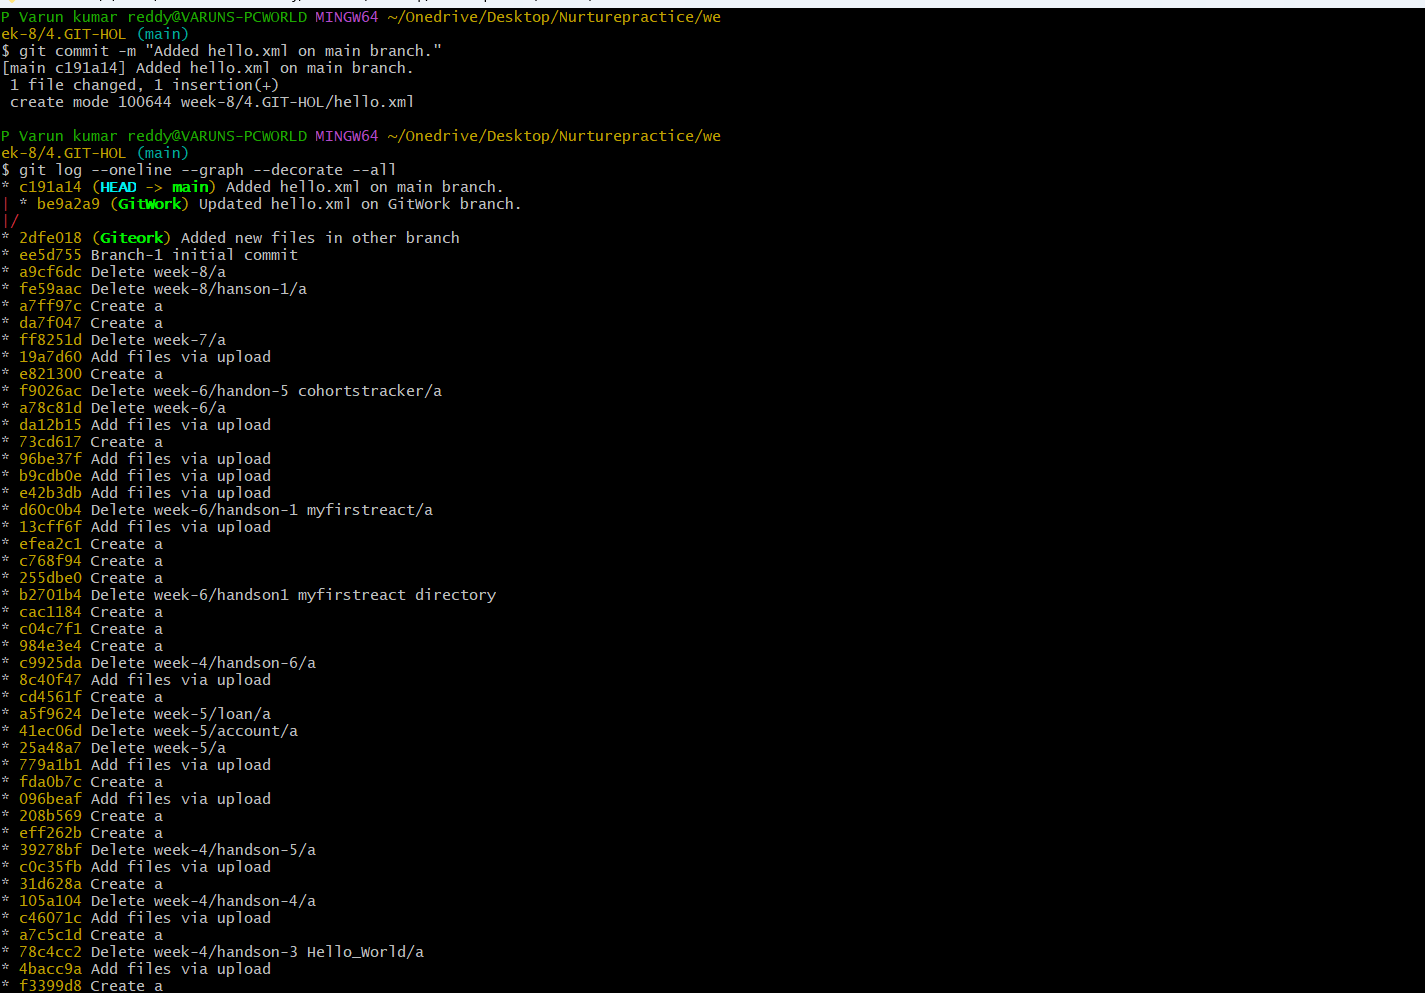 P Varun kumar reddy@VARUNS-PCWORLD MINGW64 ~/Onedrive/Desktop/Nurturepractice/we
ek-8/4.GIT-HOL (main)
$ git commit -m "Added hello.xml on main branch."
[main c191a14] Added hello.xml on main branch.
 1 file changed, 1 insertion(+)
 create mode 100644 week-8/4.GIT-HOL/hello.xml
P Varun kumar reddy@VARUNS-PCWORLD MINGW64 ~/Onedrive/Desktop/Nurturepractice/we
ek-8/4.GIT-HOL (main)
$ git log --oneline --graph --decorate --all
* c191a14 (HEAD -> main) Added hello.xml on main branch.
| * be9a2a9 (GitWork) Updated hello.xml on GitWork branch.
|/
* 2dfe018 (Giteork) Added new files in other branch
* ee5d755 Branch-1 initial commit
* a9cf6dc Delete week-8/a
* fe59aac Delete week-8/hanson-1/a
* a7ff97c Create a
* da7f047 Create a
* ff8251d Delete week-7/a
* 19a7d60 Add files via upload
* e821300 Create a
* f9026ac Delete week-6/handon-5 cohortstracker/a
* a78c81d Delete week-6/a
* da12b15 Add files via upload
* 73cd617 Create a
* 96be37f Add files via upload
* b9cdb0e Add files via upload
* e42b3db Add files via upload
* d60c0b4 Delete week-6/handson-1 myfirstreact/a
* 13cff6f Add files via upload
* efea2c1 Create a
* c768f94 Create a
* 255dbe0 Create a
* b2701b4 Delete week-6/handson1 myfirstreact directory
* cac1184 Create a
* c04c7f1 Create a
* 984e3e4 Create a
* c9925da Delete week-4/handson-6/a
* 8c40f47 Add files via upload
* cd4561f Create a
* a5f9624 Delete week-5/loan/a
* 41ec06d Delete week-5/account/a
* 25a48a7 Delete week-5/a
* 779a1b1 Add files via upload
* fda0b7c Create a
* 096beaf Add files via upload
* 208b569 Create a
* eff262b Create a
* 39278bf Delete week-4/handson-5/a
* c0c35fb Add files via upload
* 31d628a Create a
* 105a104 Delete week-4/handson-4/a
* c46071c Add files via upload
* a7c5c1d Create a
* 78c4cc2 Delete week-4/handson-3 Hello_World/a
* 4bacc9a Add files via upload
* f3399d8 Create a